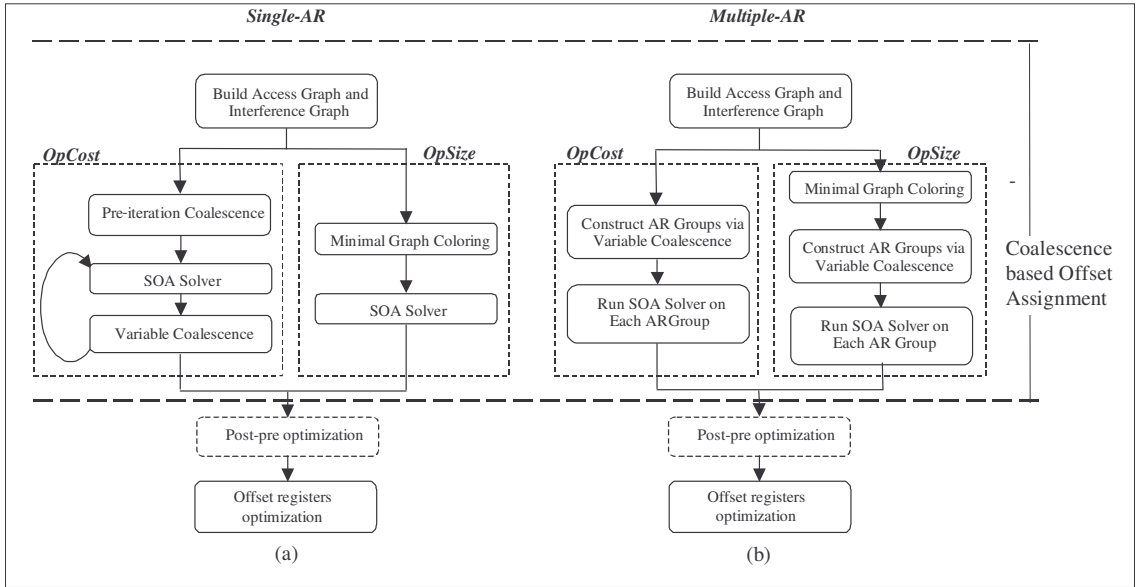 Single-AR
Multiple-AR
Build Access Graph and
Interference Graph
OpCost
OpSize
Pre-iteration Coalescence
SOA Solver
Variable Coalescence
Minimal Graph Coloring
SOA Solver
Post-pre optimization
Offset registers
optimization
(a)
Build Access Graph and
Interference Graph
OpCost
OpSize
Construct AR Groups via
Variable Coalescence
Run SOA Solver on
Each ARGroup
Minimal Graph Coloring
Construct AR Groups via
Variable Coalescence
Run SOA Solver on
Each AR Group
Post-pre optimization
Offset registers
optimization
(b)
-
Coalescence
based Offset
Assignment